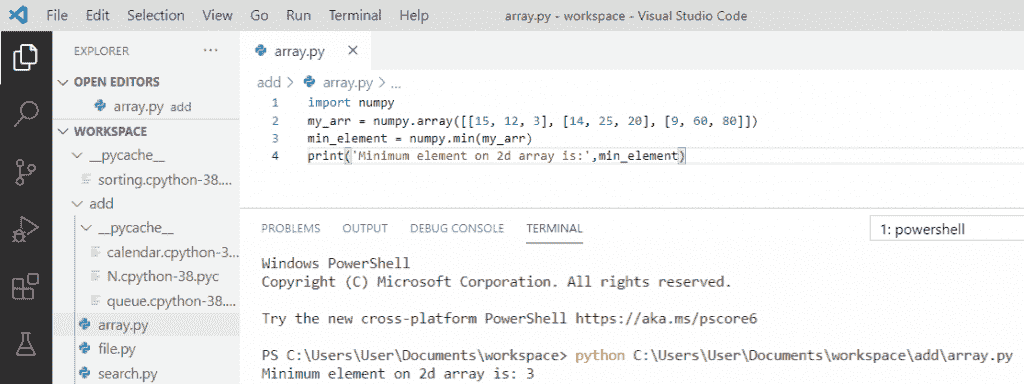 File Edit Selection View Go Run Terminal Help array.py - workspace - Visual Studio Code
EXPLORER ...
OPEN EDITORS
array.py add
WORKSPACE
__pycache__
sorting.cpython-38....
add
__pycache__
calendar.cpython-3...
N.cpython-38.pyc
queue.cpython-38....
array.py
file.py
search.py
array.py
add > array.py > ...
1 import numpy
2 my_arr = numpy.array([[15, 12, 3], [14, 25, 20], [9, 60, 80]])
3 min_element = numpy.min(my_arr)
4 print('Minimum element on 2d array is:',min_element)
PROBLEMS OUTPUT DEBUG CONSOLE TERMINAL 1: powershell
Windows PowerShell
Copyright (C) Microsoft Corporation. All rights reserved.
Try the new cross-platform PowerShell https://aka.ms/pscore6
PS C:\Users\User\Documents\workspace> python C:\Users\User\Documents\workspace\add\array.py
Minimum element on 2d array is: 3